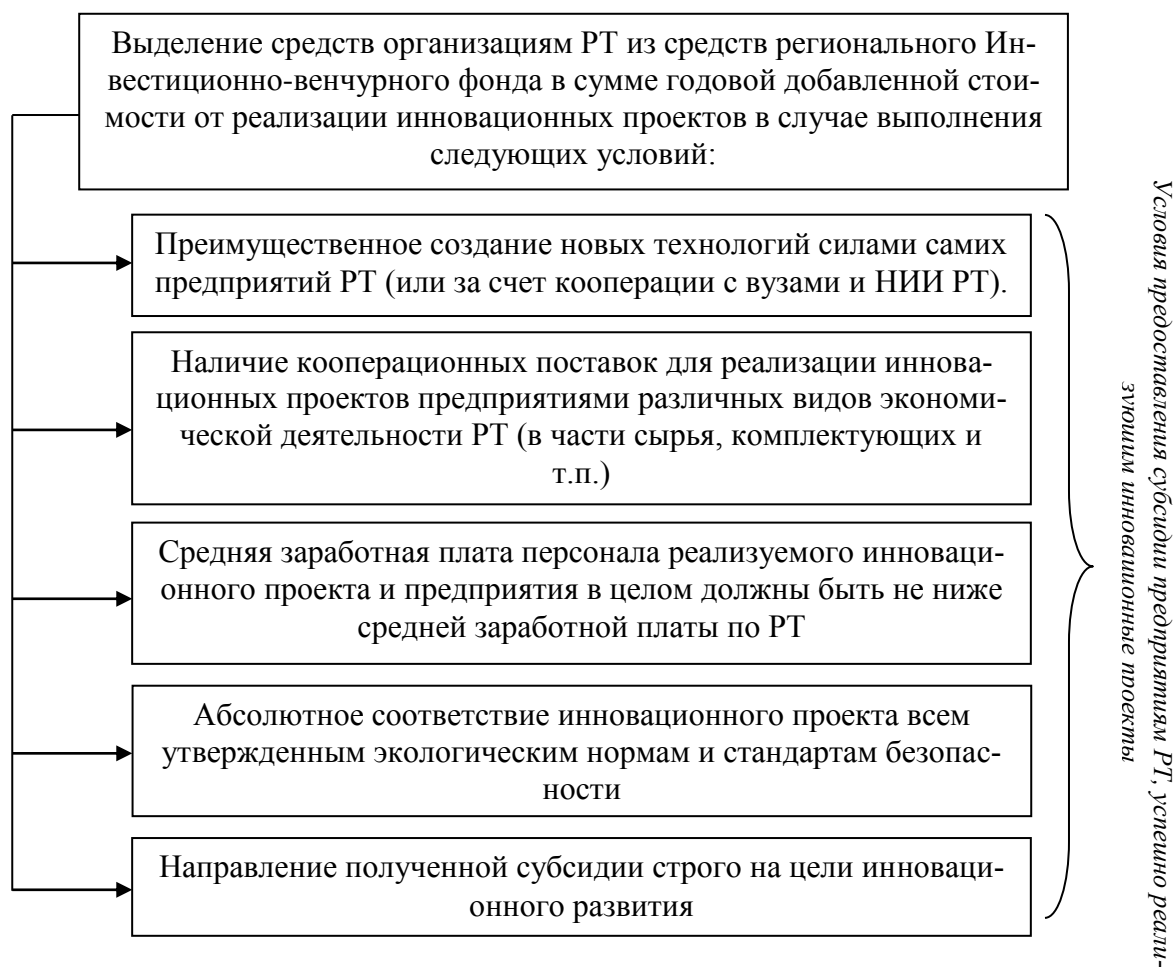 Выделение средств организациям РТ из средств регионального Ин-
вестиционно-венчурного фонда в сумме годовой добавленной стои-
мости от реализации инновационных проектов в случае выполнения
следующих условий:
Преимущественное создание новых технологий силами самих
предприятий РТ (или за счет кооперации с вузами и НИИ РТ).
Наличие кооперационных поставок для реализации иннова-
ционных проектов предприятиями различных видов экономи-
ческой деятельности РТ (в части сырья, комплектующих и
т.п.)
Средняя заработная плата персонала реализуемого инноваци-
онного проекта и предприятия в целом должны быть не ниже
средней заработной платы по РТ
Абсолютное соответствие инновационного проекта всем
утвержденным экологическим нормам и стандартам безопас-
ности
Направление полученной субсидии строго на цели инноваци-
онного развития
Условия предоставления субсидии предприятиям РТ, успешно реали-
зующим инновационные проекты